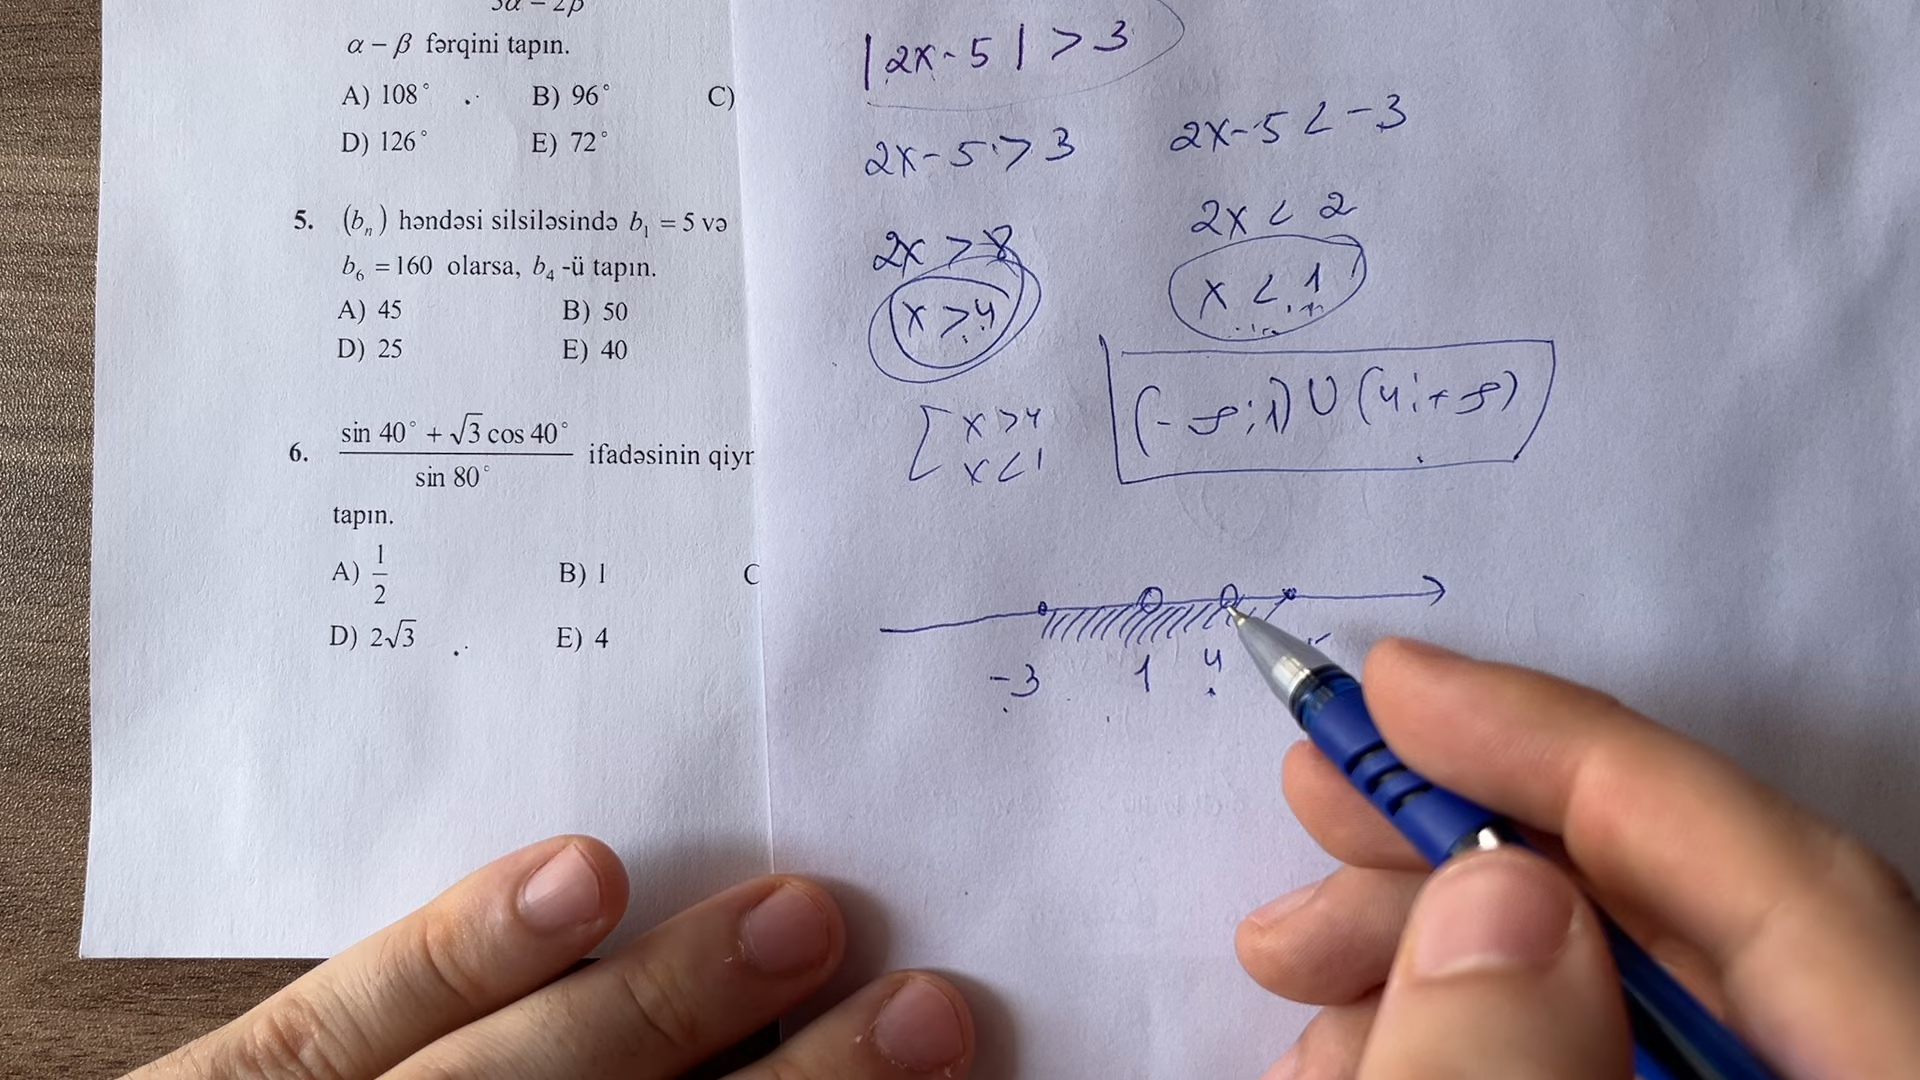 α − β fərqini tapın.
A) 108° B) 96° C)
D) 126° E) 72°
5. (bₙ) həndəsi silsiləsində b₁ = 5 və
b₆ = 160 olarsa, b₄ -ü tapın.
A) 45 B) 50
D) 25 E) 40
6. (sin 40° + √3 cos 40°)/(sin 80°) ifadəsinin
tapın.
A) 1/2 B) 1 C
D) 2√3 E) 4
|2x-5| > 3
2x-5 > 3 2x-5 < -3
2x > 8 2x < 2
x > 4 x < 1
[ x > 4
x < 1
(-∞; 1) ∪ (4; +∞)
-3 1 4